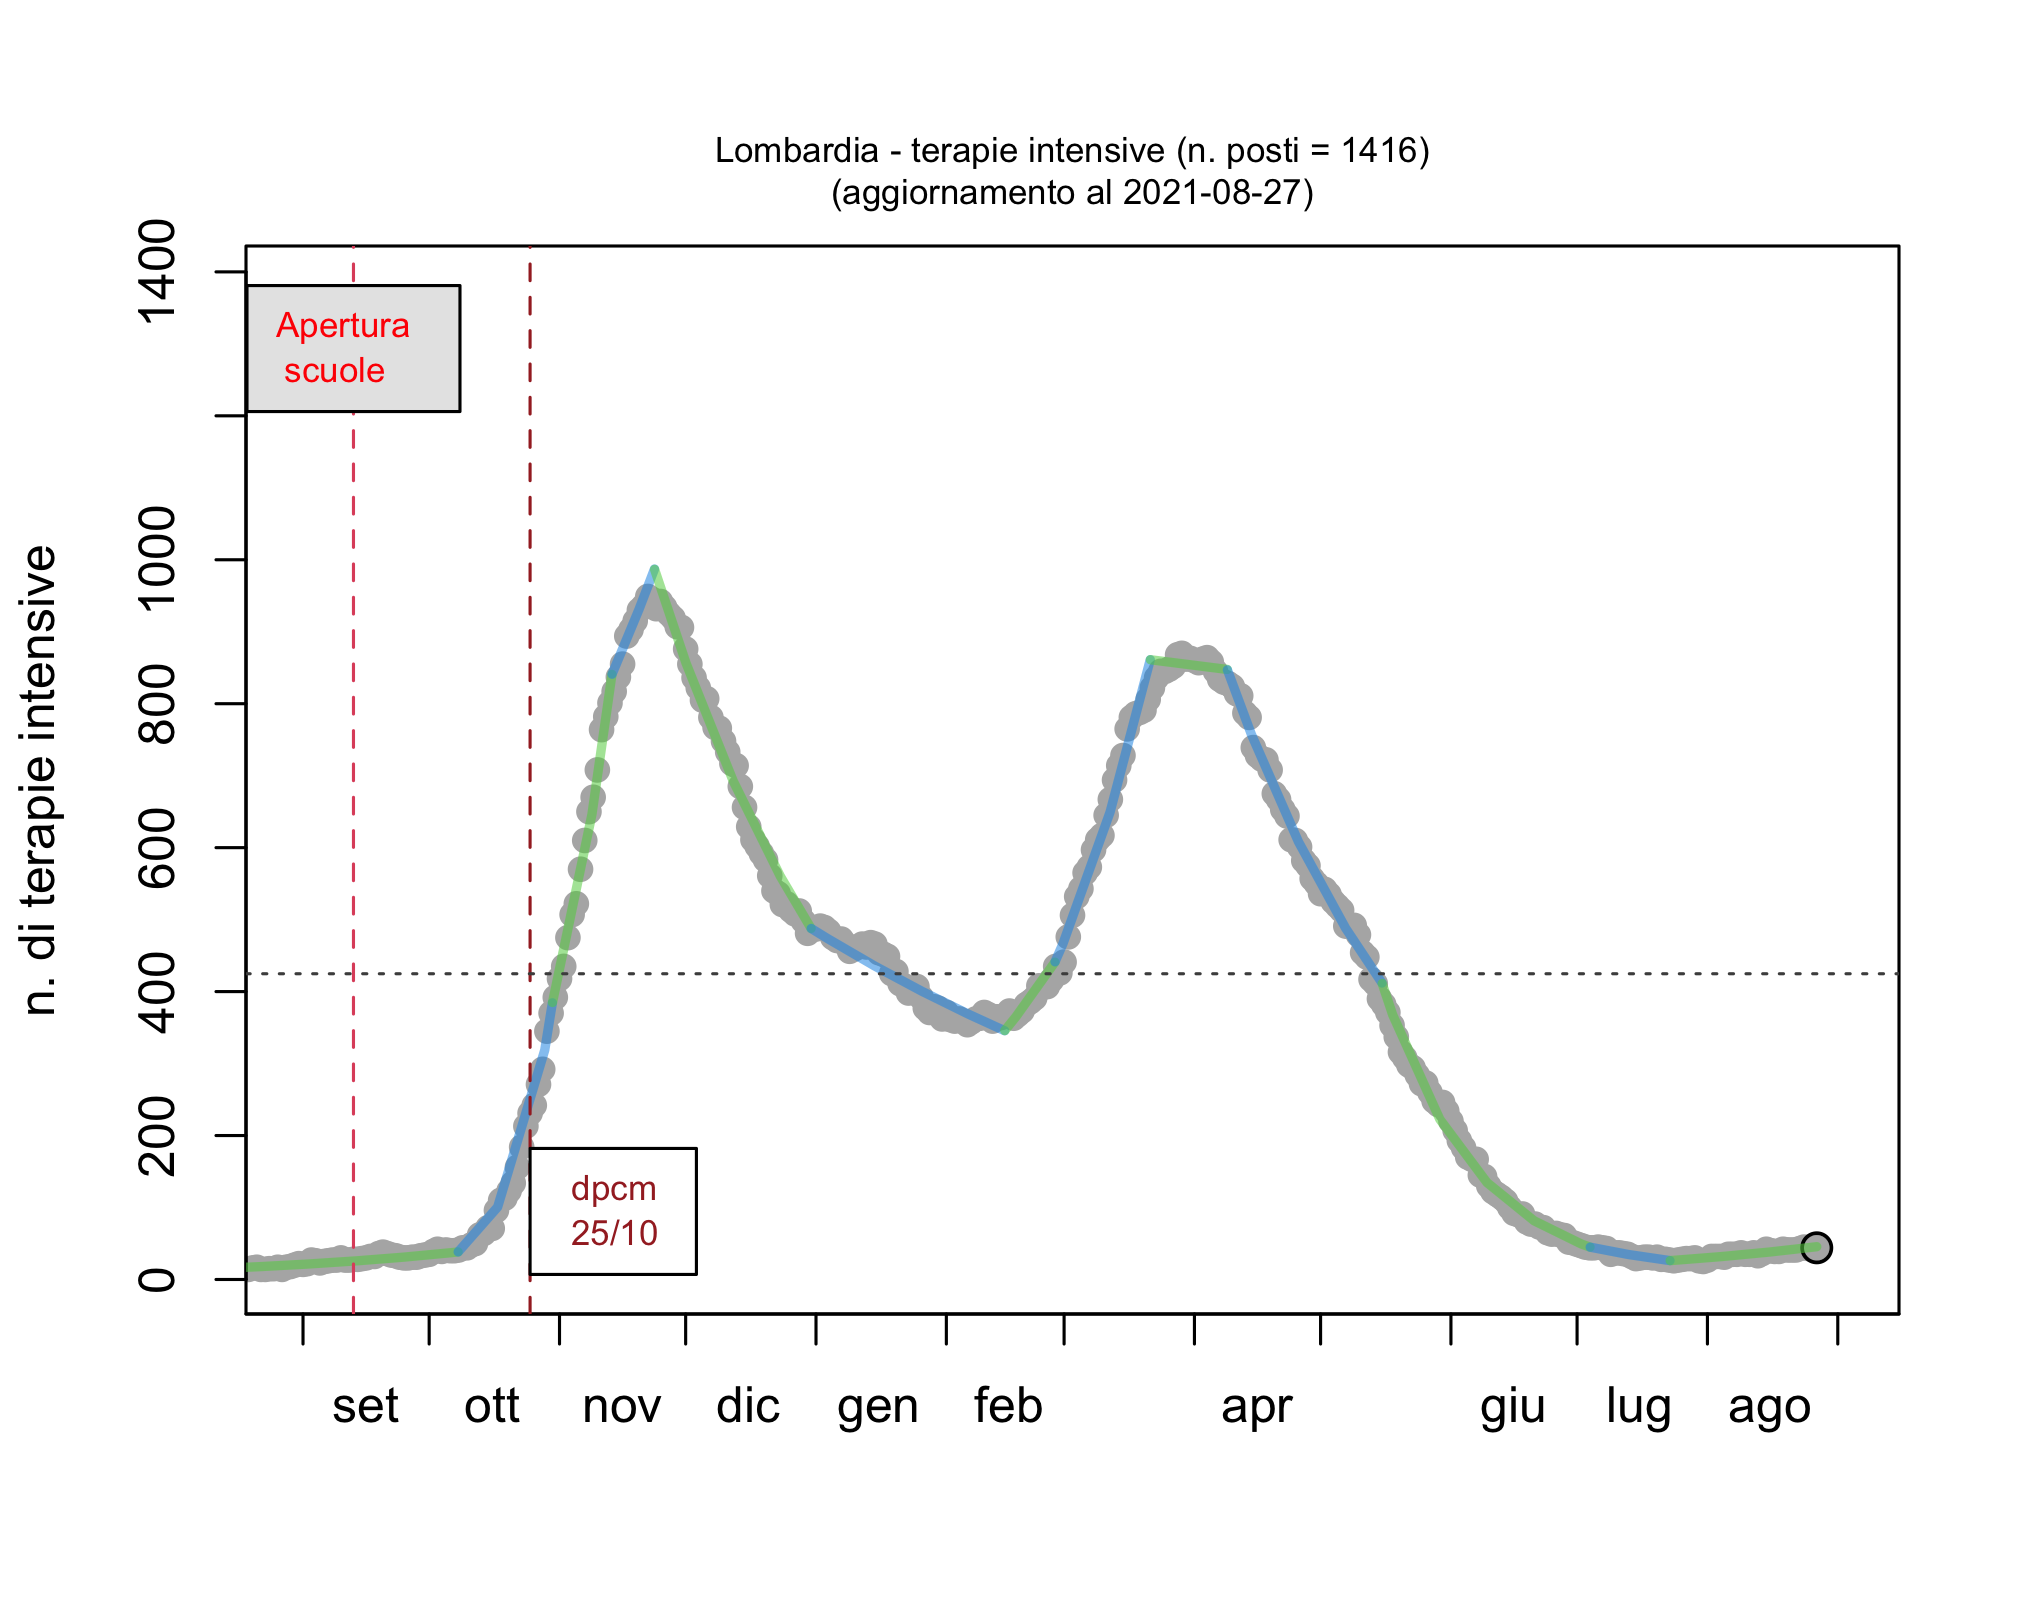 Lombardia - terapie intensive (n. posti = 1416)
(aggiornamento al 2021-08-27)
n. di terapie intensive
1400
1000
800
600
400
200
0
Apertura
scuole
dpcm
25/10
set ott nov dic gen feb apr giu lug ago